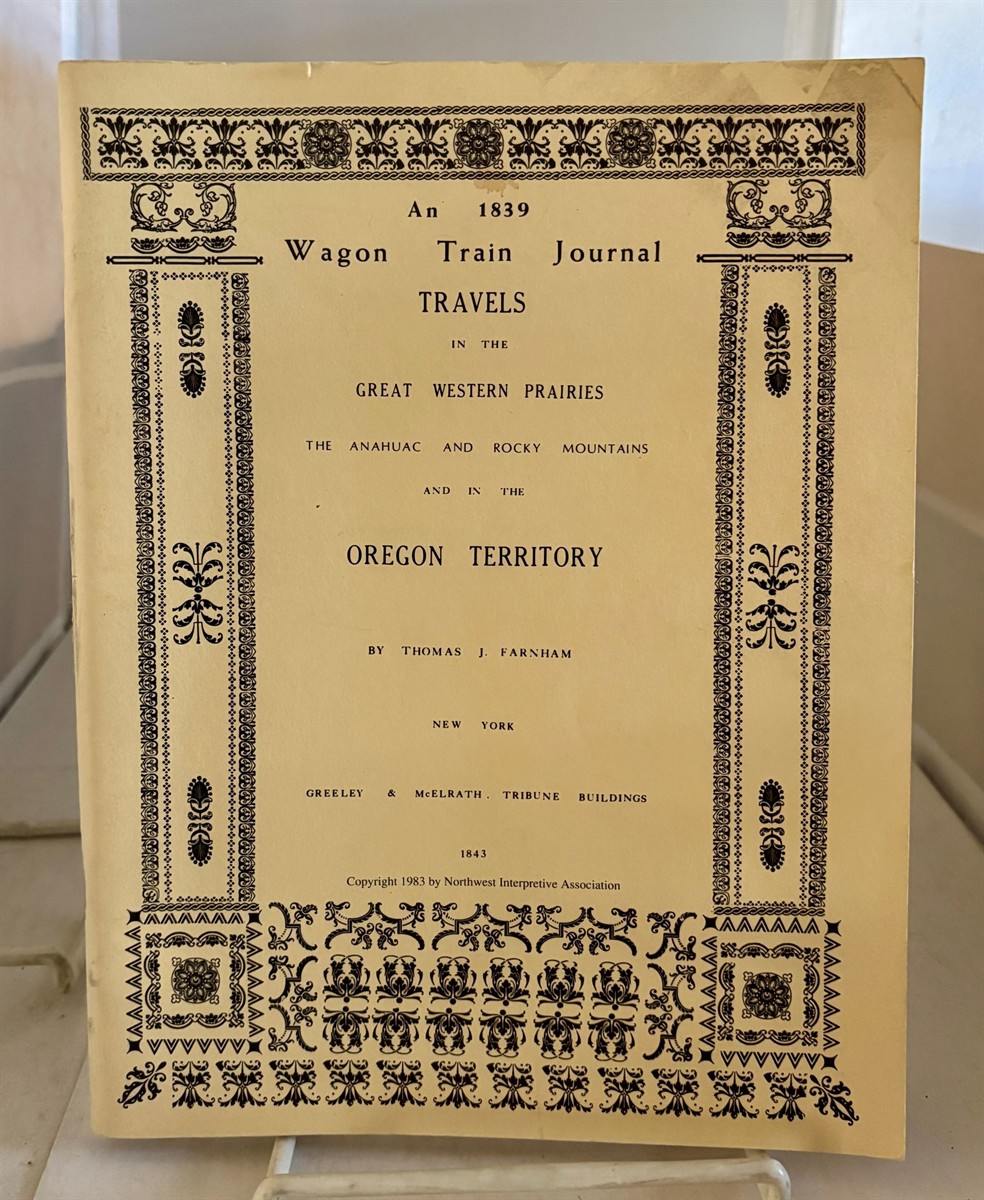 An 1839
Wagon Train Journal
TRAVELS
IN THE
GREAT WESTERN PRAIRIES
THE ANAHUAC AND ROCKY MOUNTAINS
AND IN THE
OREGON TERRITORY
BY THOMAS J. FARNHAM
NEW YORK
GREELEY & McELRATH. TRIBUNE BUILDINGS
1843
Copyright 1983 by Northwest Interpretive Association